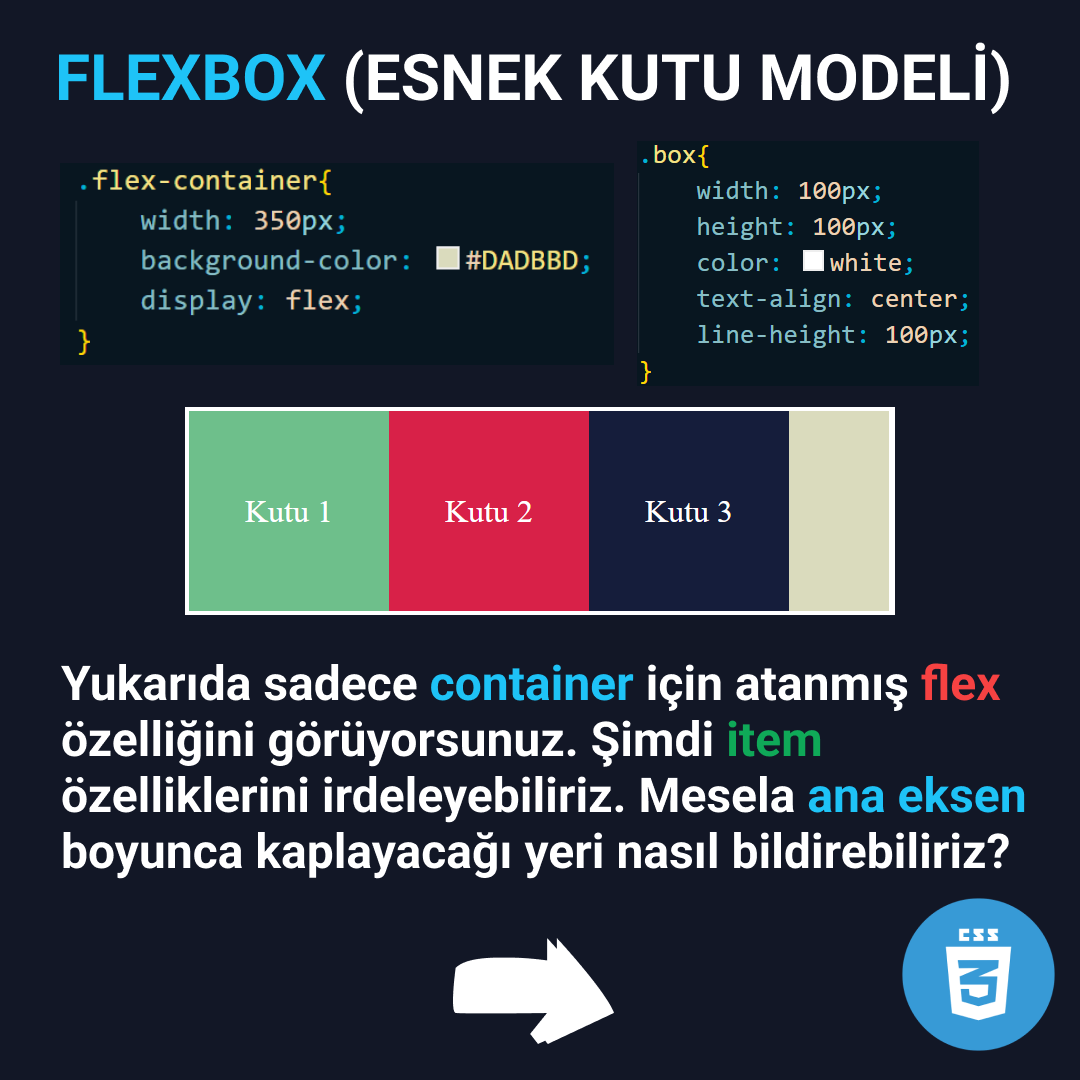 FLEXBOX (ESNEK KUTU MODELİ)
.flex-container{
width: 350px;
background-color: #DADBBD;
display: flex;
}
.box{
width: 100px;
height: 100px;
color: white;
text-align: center;
line-height: 100px;
}
Kutu 1
Kutu 2
Kutu 3
Yukarıda sadece container için atanmış flex
özelliğini görüyorsunuz. Şimdi item
özelliklerini irdeleyebiliriz. Mesela ana eksen
boyunca kaplayacağı yeri nasıl bildirebiliriz?
CSS
3